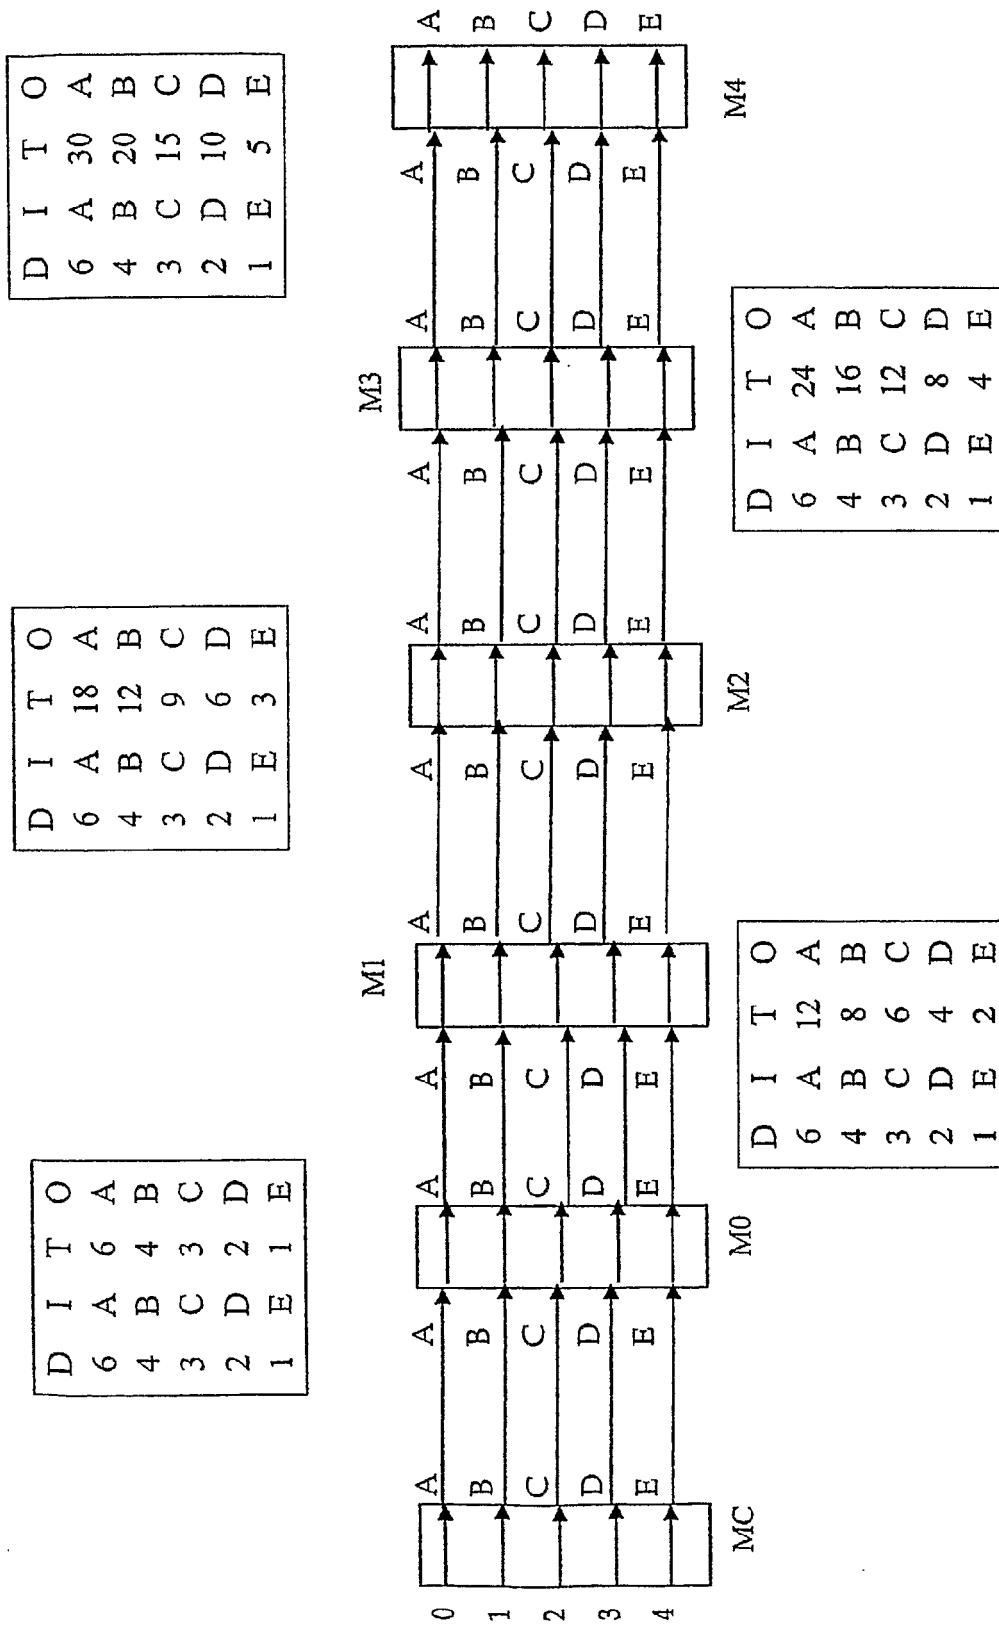 D I T O
6 A 6 A
4 B 4 B
3 C 3 C
2 D 2 D
1 E 1 E
D I T O
6 A 18 A
4 B 12 B
3 C 9 C
2 D 6 D
1 E 3 E
D I T O
6 A 30 A
4 B 20 B
3 C 15 C
2 D 10 D
1 E 5 E
M1 M3
0 A A A A A A A A A A A
1 B B B B B B B B B B B
2 C C C C C C C C C C C
3 D D D D D D D D D D D
4 E E E E E E E E E E E
MC M0 M2 M4
D I T O
6 A 12 A
4 B 8 B
3 C 6 C
2 D 4 D
1 E 2 E
D I T O
6 A 24 A
4 B 16 B
3 C 12 C
2 D 8 D
1 E 4 E